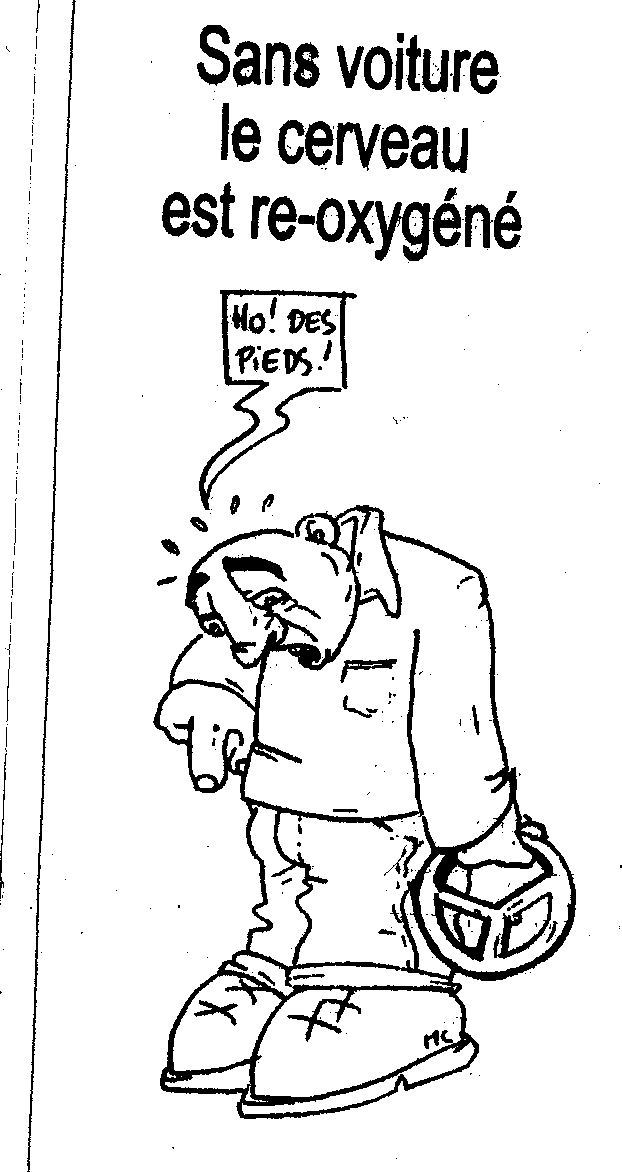 Sans voiture
le cerveau
est re-oxygéné
Ho! DES
PiEDS!
MC